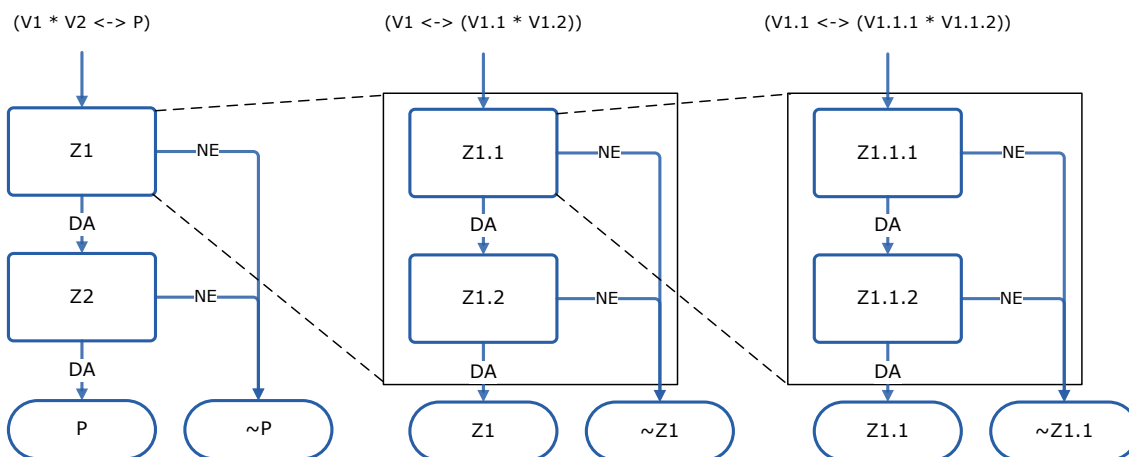 (V1 * V2 <-> P)
(V1 <-> (V1.1 * V1.2))
(V1.1 <-> (V1.1.1 * V1.1.2))
Z1
NE
Z1.1
NE
Z1.1.1
NE
DA
DA
DA
Z2
NE
Z1.2
NE
Z1.1.2
NE
DA
DA
DA
P
~P
Z1
~Z1
Z1.1
~Z1.1